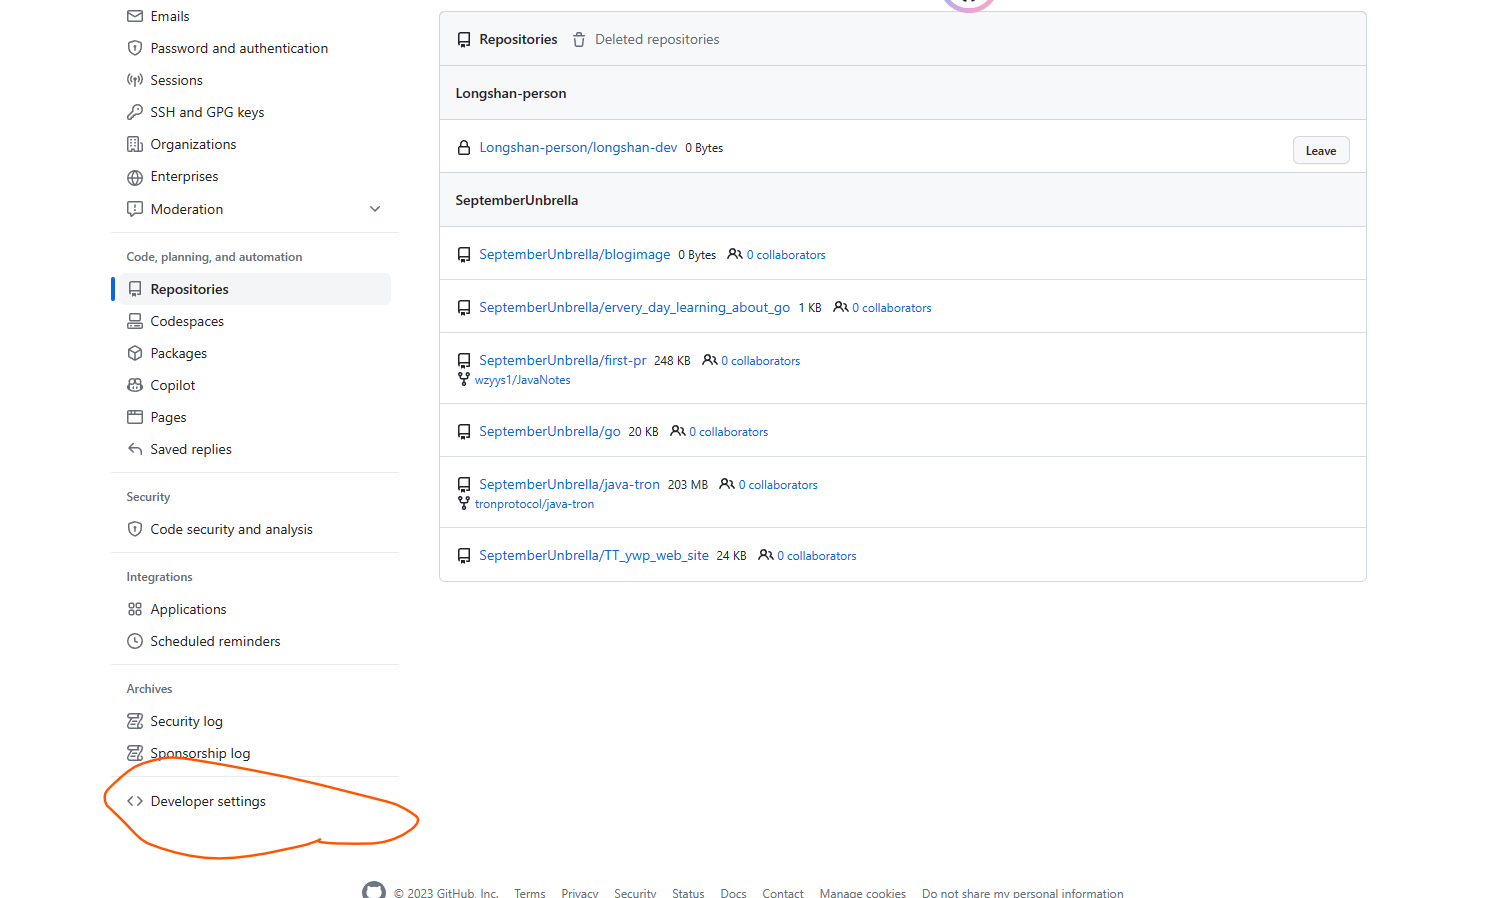 Emails
Password and authentication
Sessions
SSH and GPG keys
Organizations
Enterprises
Moderation
Code, planning, and automation
Repositories
Codespaces
Packages
Copilot
Pages
Saved replies
Security
Code security and analysis
Integrations
Applications
Scheduled reminders
Archives
Security log
Sponsorship log
Developer settings
Repositories Deleted repositories
Longshan-person
Longshan-person/longshan-dev 0 Bytes Leave
SeptemberUnbrella
SeptemberUnbrella/blogimage 0 Bytes 0 collaborators
SeptemberUnbrella/ervery_day_learning_about_go 1 KB 0 collaborators
SeptemberUnbrella/first-pr 248 KB 0 collaborators
wzyys1/JavaNotes
SeptemberUnbrella/go 20 KB 0 collaborators
SeptemberUnbrella/java-tron 203 MB 0 collaborators
tronprotocol/java-tron
SeptemberUnbrella/TT_ywp_web_site 24 KB 0 collaborators
© 2023 GitHub, Inc. Terms Privacy Security Status Docs Contact Manage cookies Do not share my personal information